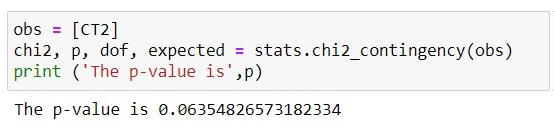 obs = [CT2]
chi2, p, dof, expected = stats.chi2_contingency(obs)
print ('The p-value is',p)
The p-value is 0.06354826573182334